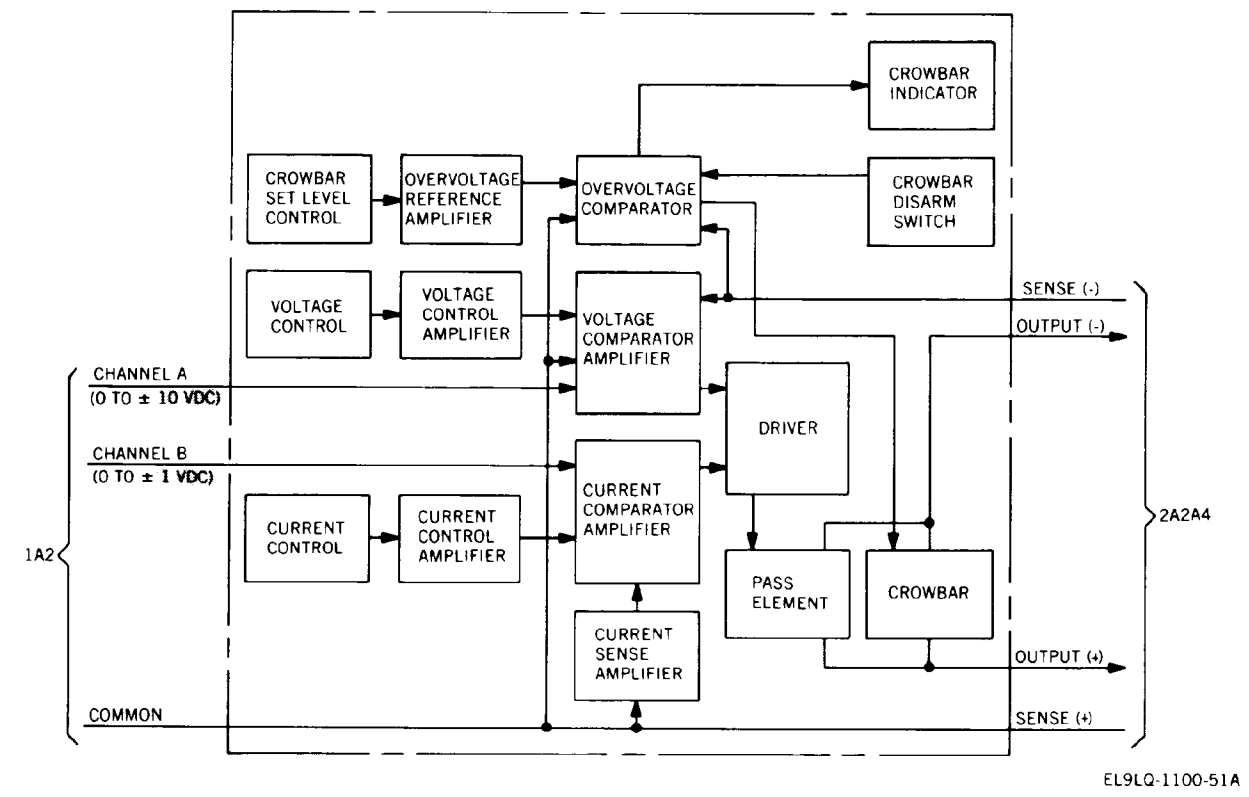 CROWBAR
INDICATOR
CROWBAR
SET LEVEL
CONTROL
OVERVOLTAGE
REFERENCE
AMPLIFIER
OVERVOLTAGE
COMPARATOR
CROWBAR
DISARM
SWITCH
VOLTAGE
CONTROL
VOLTAGE
CONTROL
AMPLIFIER
VOLTAGE
COMPARATOR
AMPLIFIER
SENSE (-)
OUTPUT (-)
CHANNEL A
(0 TO ± 10 VDC)
DRIVER
CHANNEL B
(0 TO ± 1 VDC)
CURRENT
COMPARATOR
AMPLIFIER
CURRENT
CONTROL
CURRENT
CONTROL
AMPLIFIER
1A2
2A2A4
PASS
ELEMENT
CROWBAR
CURRENT
SENSE
AMPLIFIER
OUTPUT (+)
COMMON
SENSE (+)
EL9LQ-1100-51A